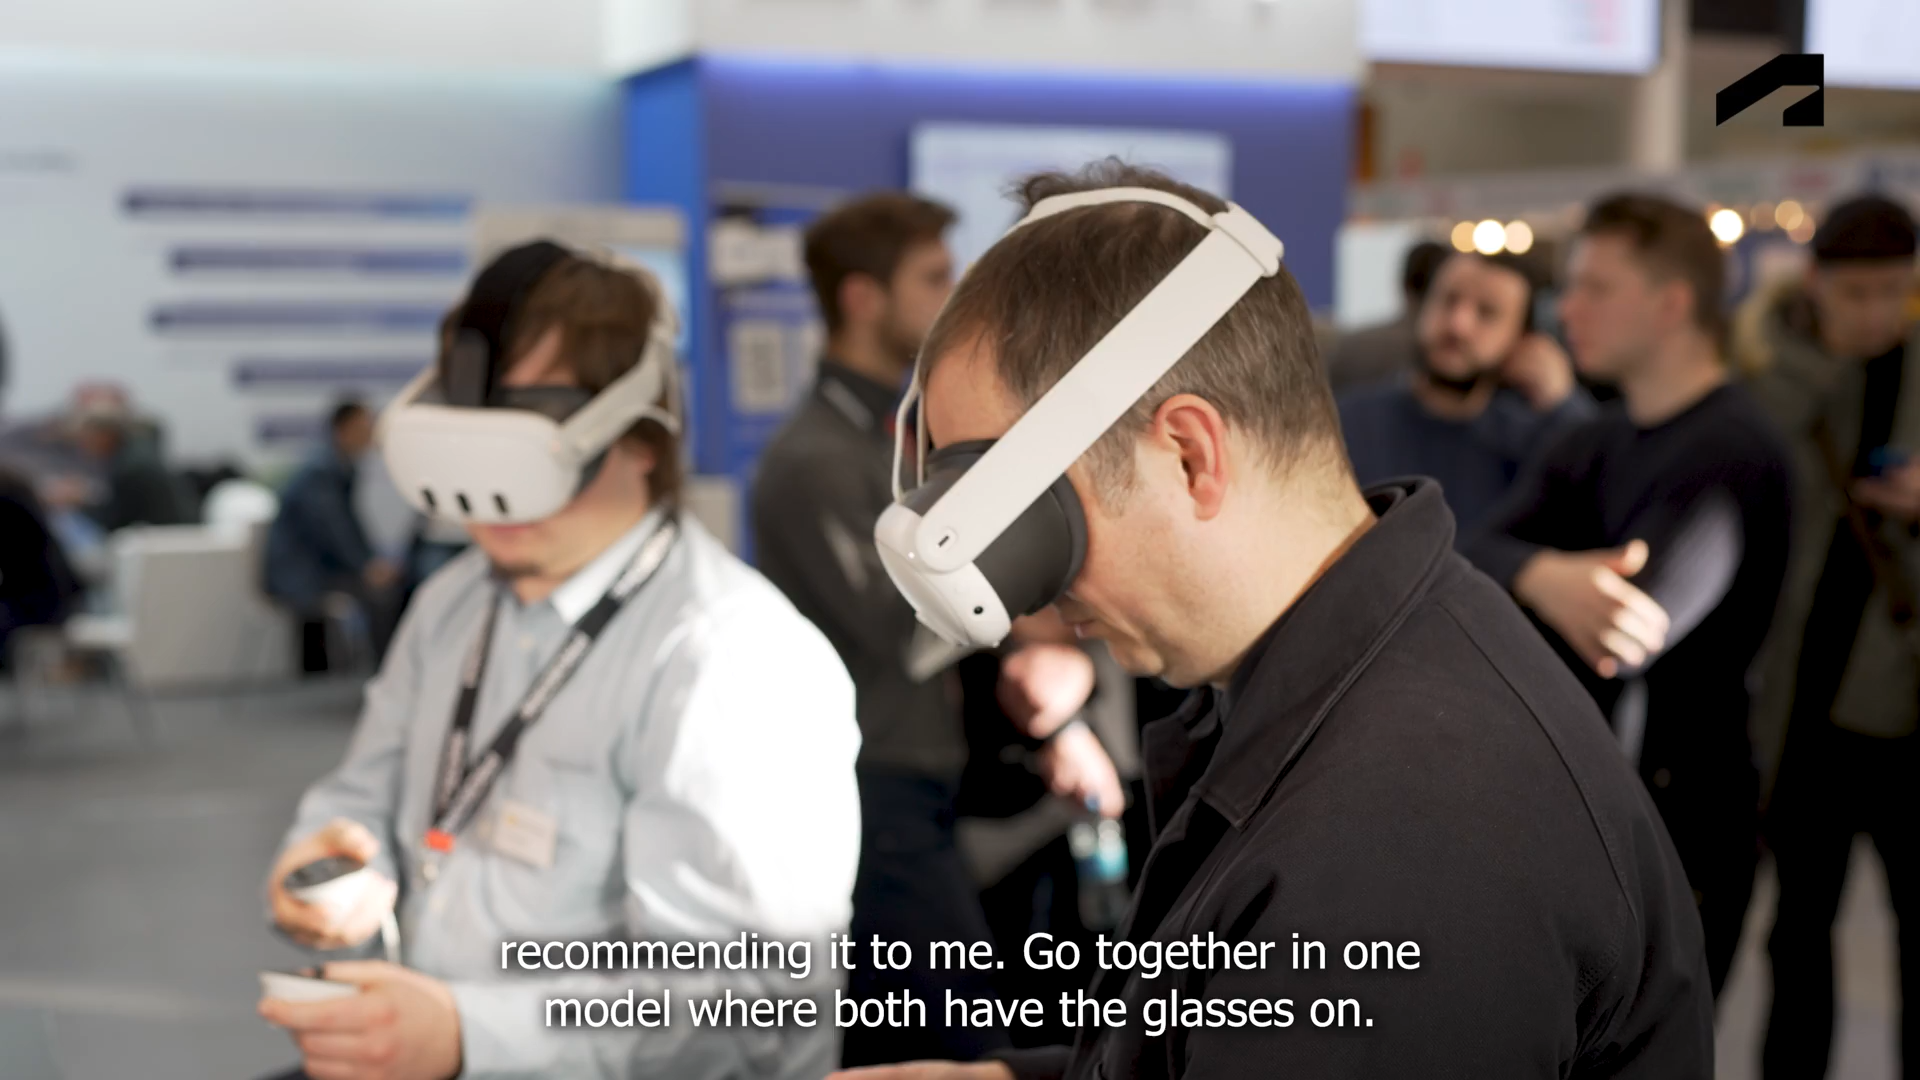 recommending it to me. Go together in one
model where both have the glasses on.